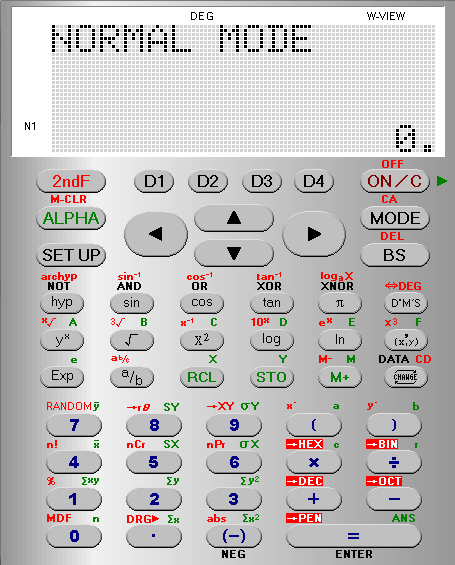 DEG W-VIEW
NORMAL MODE
N1
0.
OFF
2ndF D1 D2 D3 D4 ON/C
M-CLR CA
ALPHA MODE
DEL
SET UP BS
archyp sin⁻¹ cos⁻¹ tan⁻¹ logₐX ⇔DEG
NOT AND OR XOR XNOR
hyp sin cos tan π D°M'S
ˣ√ A ³√ B x⁻¹ C 10ˣ D eˣ E x³ F
yˣ √ X² log ln (x,y)
e a b/c X Y M- M DATA CD
Exp a/b RCL STO M+ CHANGE
RANDOM ȳ →rθ SY →XY σY x' a y' b
7 8 9 ( )
n! x̄ nCr SX nPr σX →HEX c →BIN r
4 5 6 × ÷
% Σxy Σy Σy² →DEC →OCT
1 2 3 + −
MDF n DRG▶ Σx abs Σx² →PEN ANS
0 · (−) =
NEG ENTER